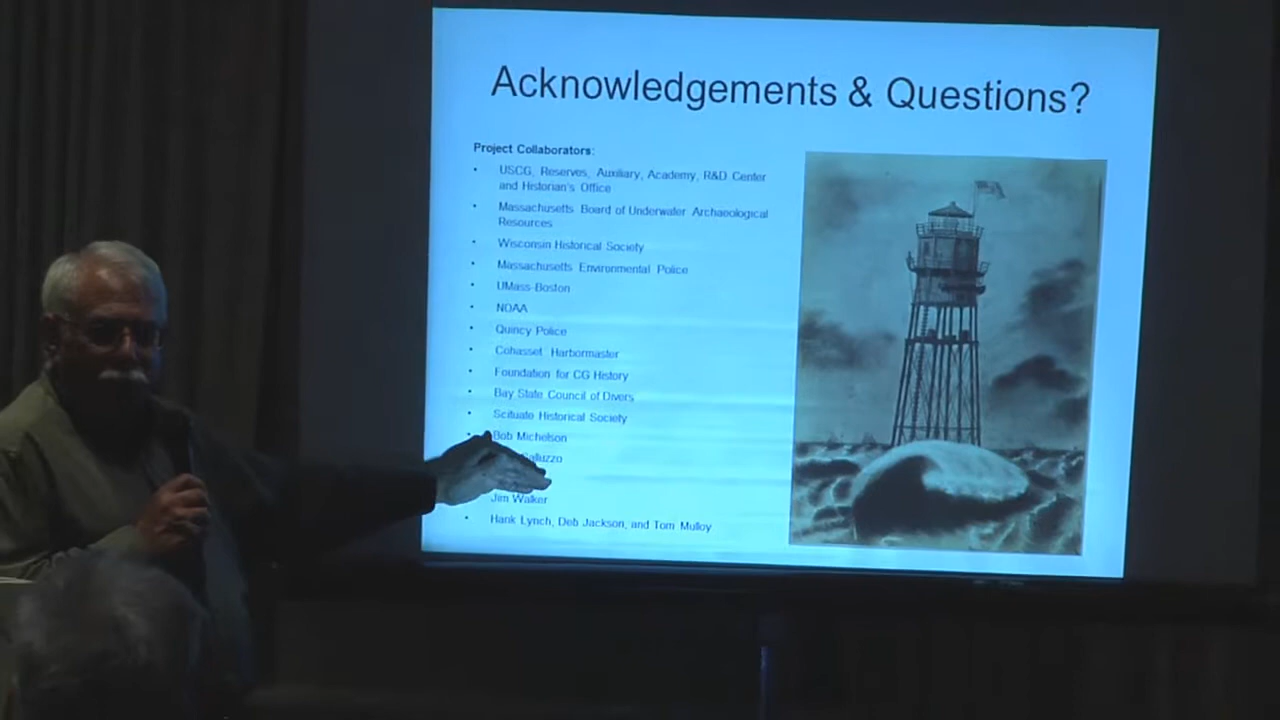 Acknowledgements & Questions?
Project Collaborators:
• USCG, Reserves, Auxiliary, Academy, R&D Center
and Historian's Office
• Massachusetts Board of Underwater Archaeological
Resources
• Wisconsin Historical Society
• Massachusetts Environmental Police
• UMass-Boston
• NOAA
• Quincy Police
• Cohasset Harbormaster
• Foundation for CG History
• Bay State Council of Divers
• Scituate Historical Society
• Bob Michelson
Jim Walker
• Hank Lynch, Deb Jackson, and Tom Mulloy